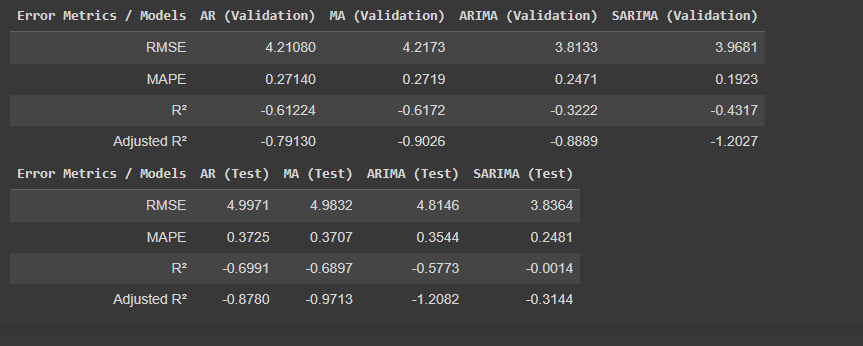 Error Metrics / Models AR (Validation) MA (Validation) ARIMA (Validation) SARIMA (Validation)
RMSE 4.21080 4.2173 3.8133 3.9681
MAPE 0.27140 0.2719 0.2471 0.1923
R² -0.61224 -0.6172 -0.3222 -0.4317
Adjusted R² -0.79130 -0.9026 -0.8889 -1.2027
Error Metrics / Models AR (Test) MA (Test) ARIMA (Test) SARIMA (Test)
RMSE 4.9971 4.9832 4.8146 3.8364
MAPE 0.3725 0.3707 0.3544 0.2481
R² -0.6991 -0.6897 -0.5773 -0.0014
Adjusted R² -0.8780 -0.9713 -1.2082 -0.3144